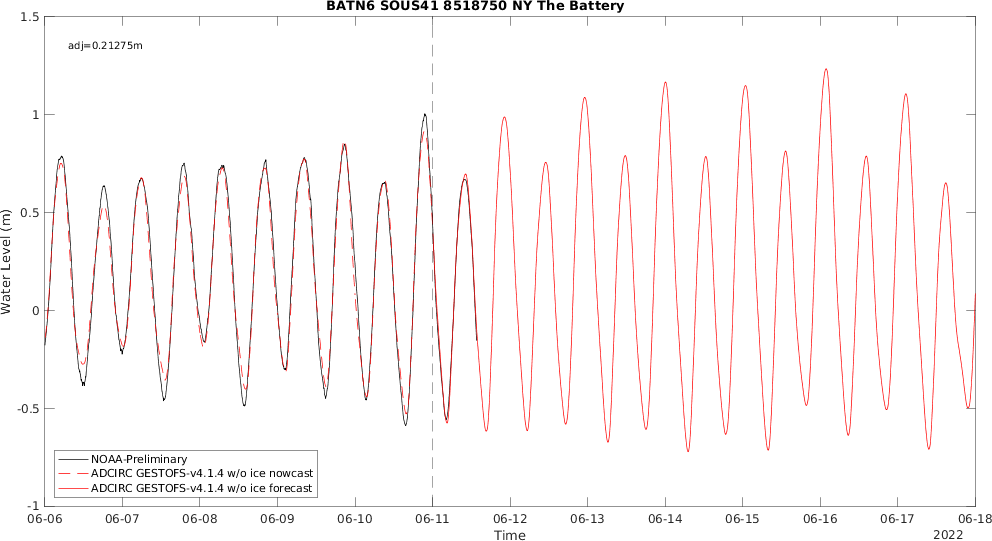 BATN6 SOUS41 8518750 NY The Battery
adj=0.21275m
1.5
1
0.5
0
-0.5
-1
Water Level (m)
NOAA-Preliminary
ADCIRC GESTOFS-v4.1.4 w/o ice nowcast
ADCIRC GESTOFS-v4.1.4 w/o ice forecast
06-06 06-07 06-08 06-09 06-10 06-11 06-12 06-13 06-14 06-15 06-16 06-17 06-18
Time
2022